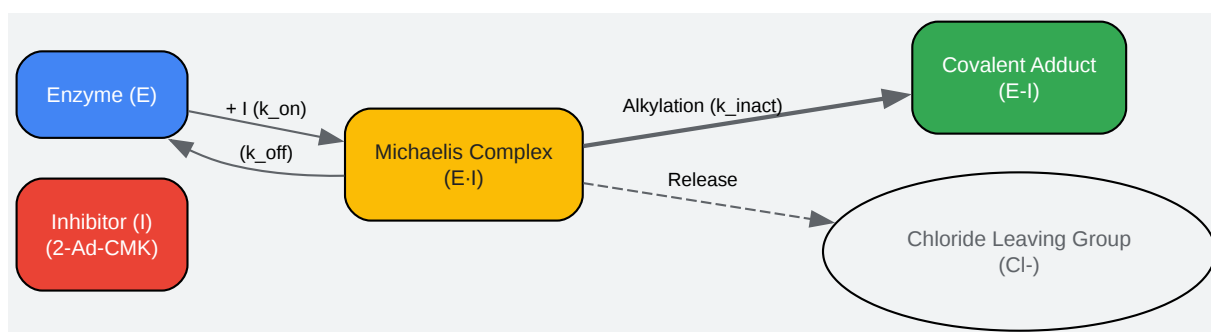 Enzyme (E)
Inhibitor (I)
(2-Ad-CMK)
+ I (k_on)
(k_off)
Michaelis Complex
(E·I)
Alkylation (k_inact)
Release
Covalent Adduct
(E-I)
Chloride Leaving Group
(Cl-)